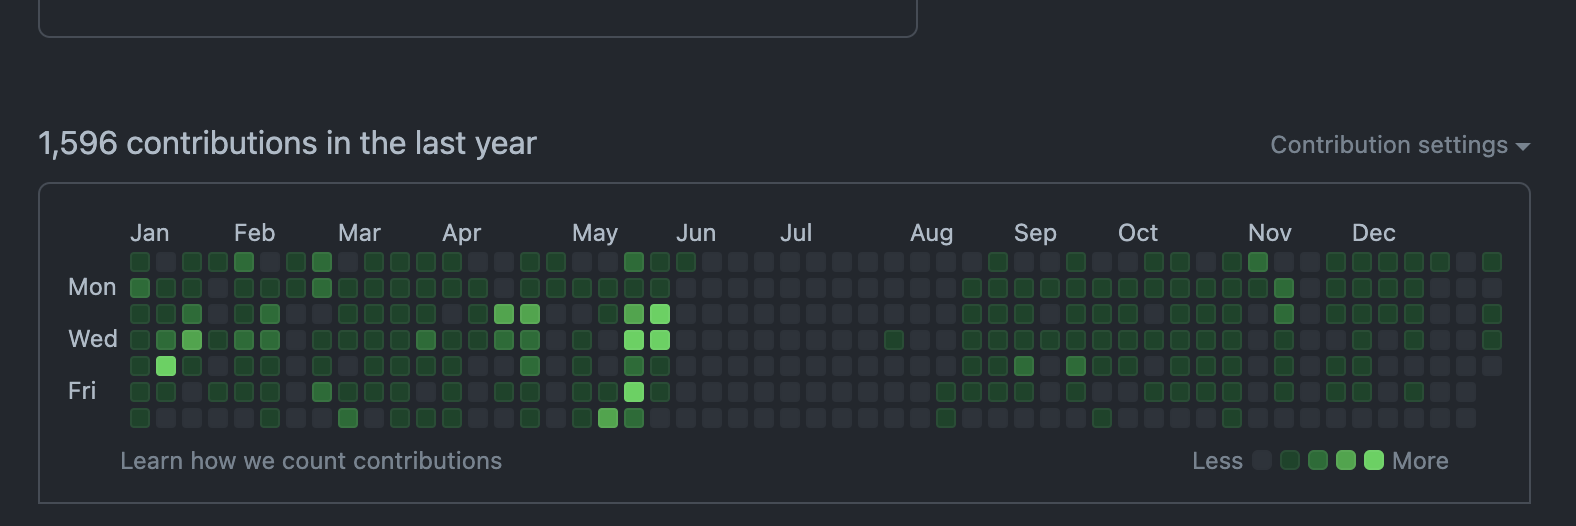 1,596 contributions in the last year
Contribution settings
Jan Feb Mar Apr May Jun Jul Aug Sep Oct Nov Dec
Mon
Wed
Fri
Learn how we count contributions
Less More